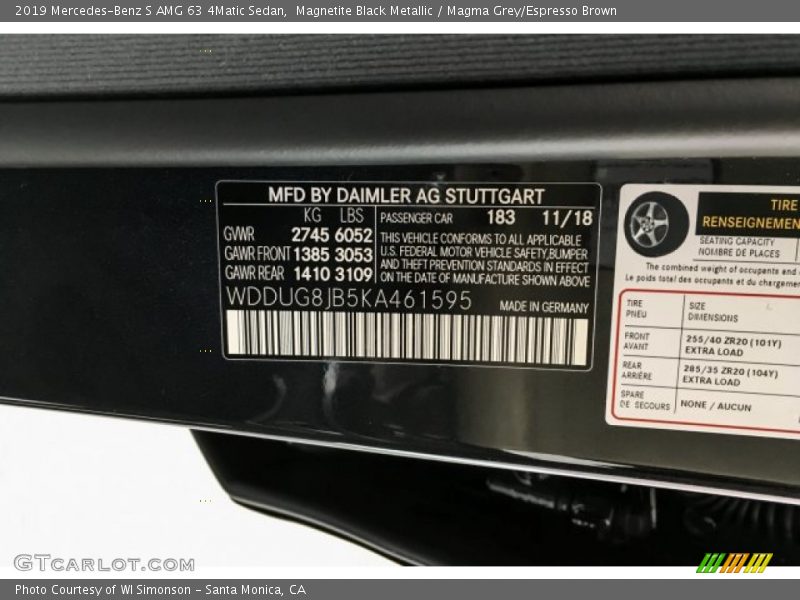 2019 Mercedes-Benz S AMG 63 4Matic Sedan,  Magnetite Black Metallic / Magma Grey/Espresso Brown
MFD BY DAIMLER AG STUTTGART
KG LBS
PASSENGER CAR 183 11/18
GVWR 2745 6052
GAWR FRONT 1385 3053
GAWR REAR 1410 3109
THIS VEHICLE CONFORMS TO ALL APPLICABLE
U.S. FEDERAL MOTOR VEHICLE SAFETY,BUMPER
AND THEFT PREVENTION STANDARDS IN EFFECT
ON THE DATE OF MANUFACTURE SHOWN ABOVE
WDDUG8JB5KA461595
MADE IN GERMANY
TIRE
RENSEIGNEMEN
SEATING CAPACITY
NOMBRE DE PLACES
The combined weight of occupants and
Le poids total des occupants et du chargemen
TIRE
PNEU
SIZE
DIMENSIONS
FRONT
AVANT
255/40 ZR20 (101Y)
EXTRA LOAD
REAR
ARRIÈRE
285/35 ZR20 (104Y)
EXTRA LOAD
SPARE
DE SECOURS
NONE / AUCUN
GTCARLOT.COM
Photo Courtesy of WI Simonson - Santa Monica, CA